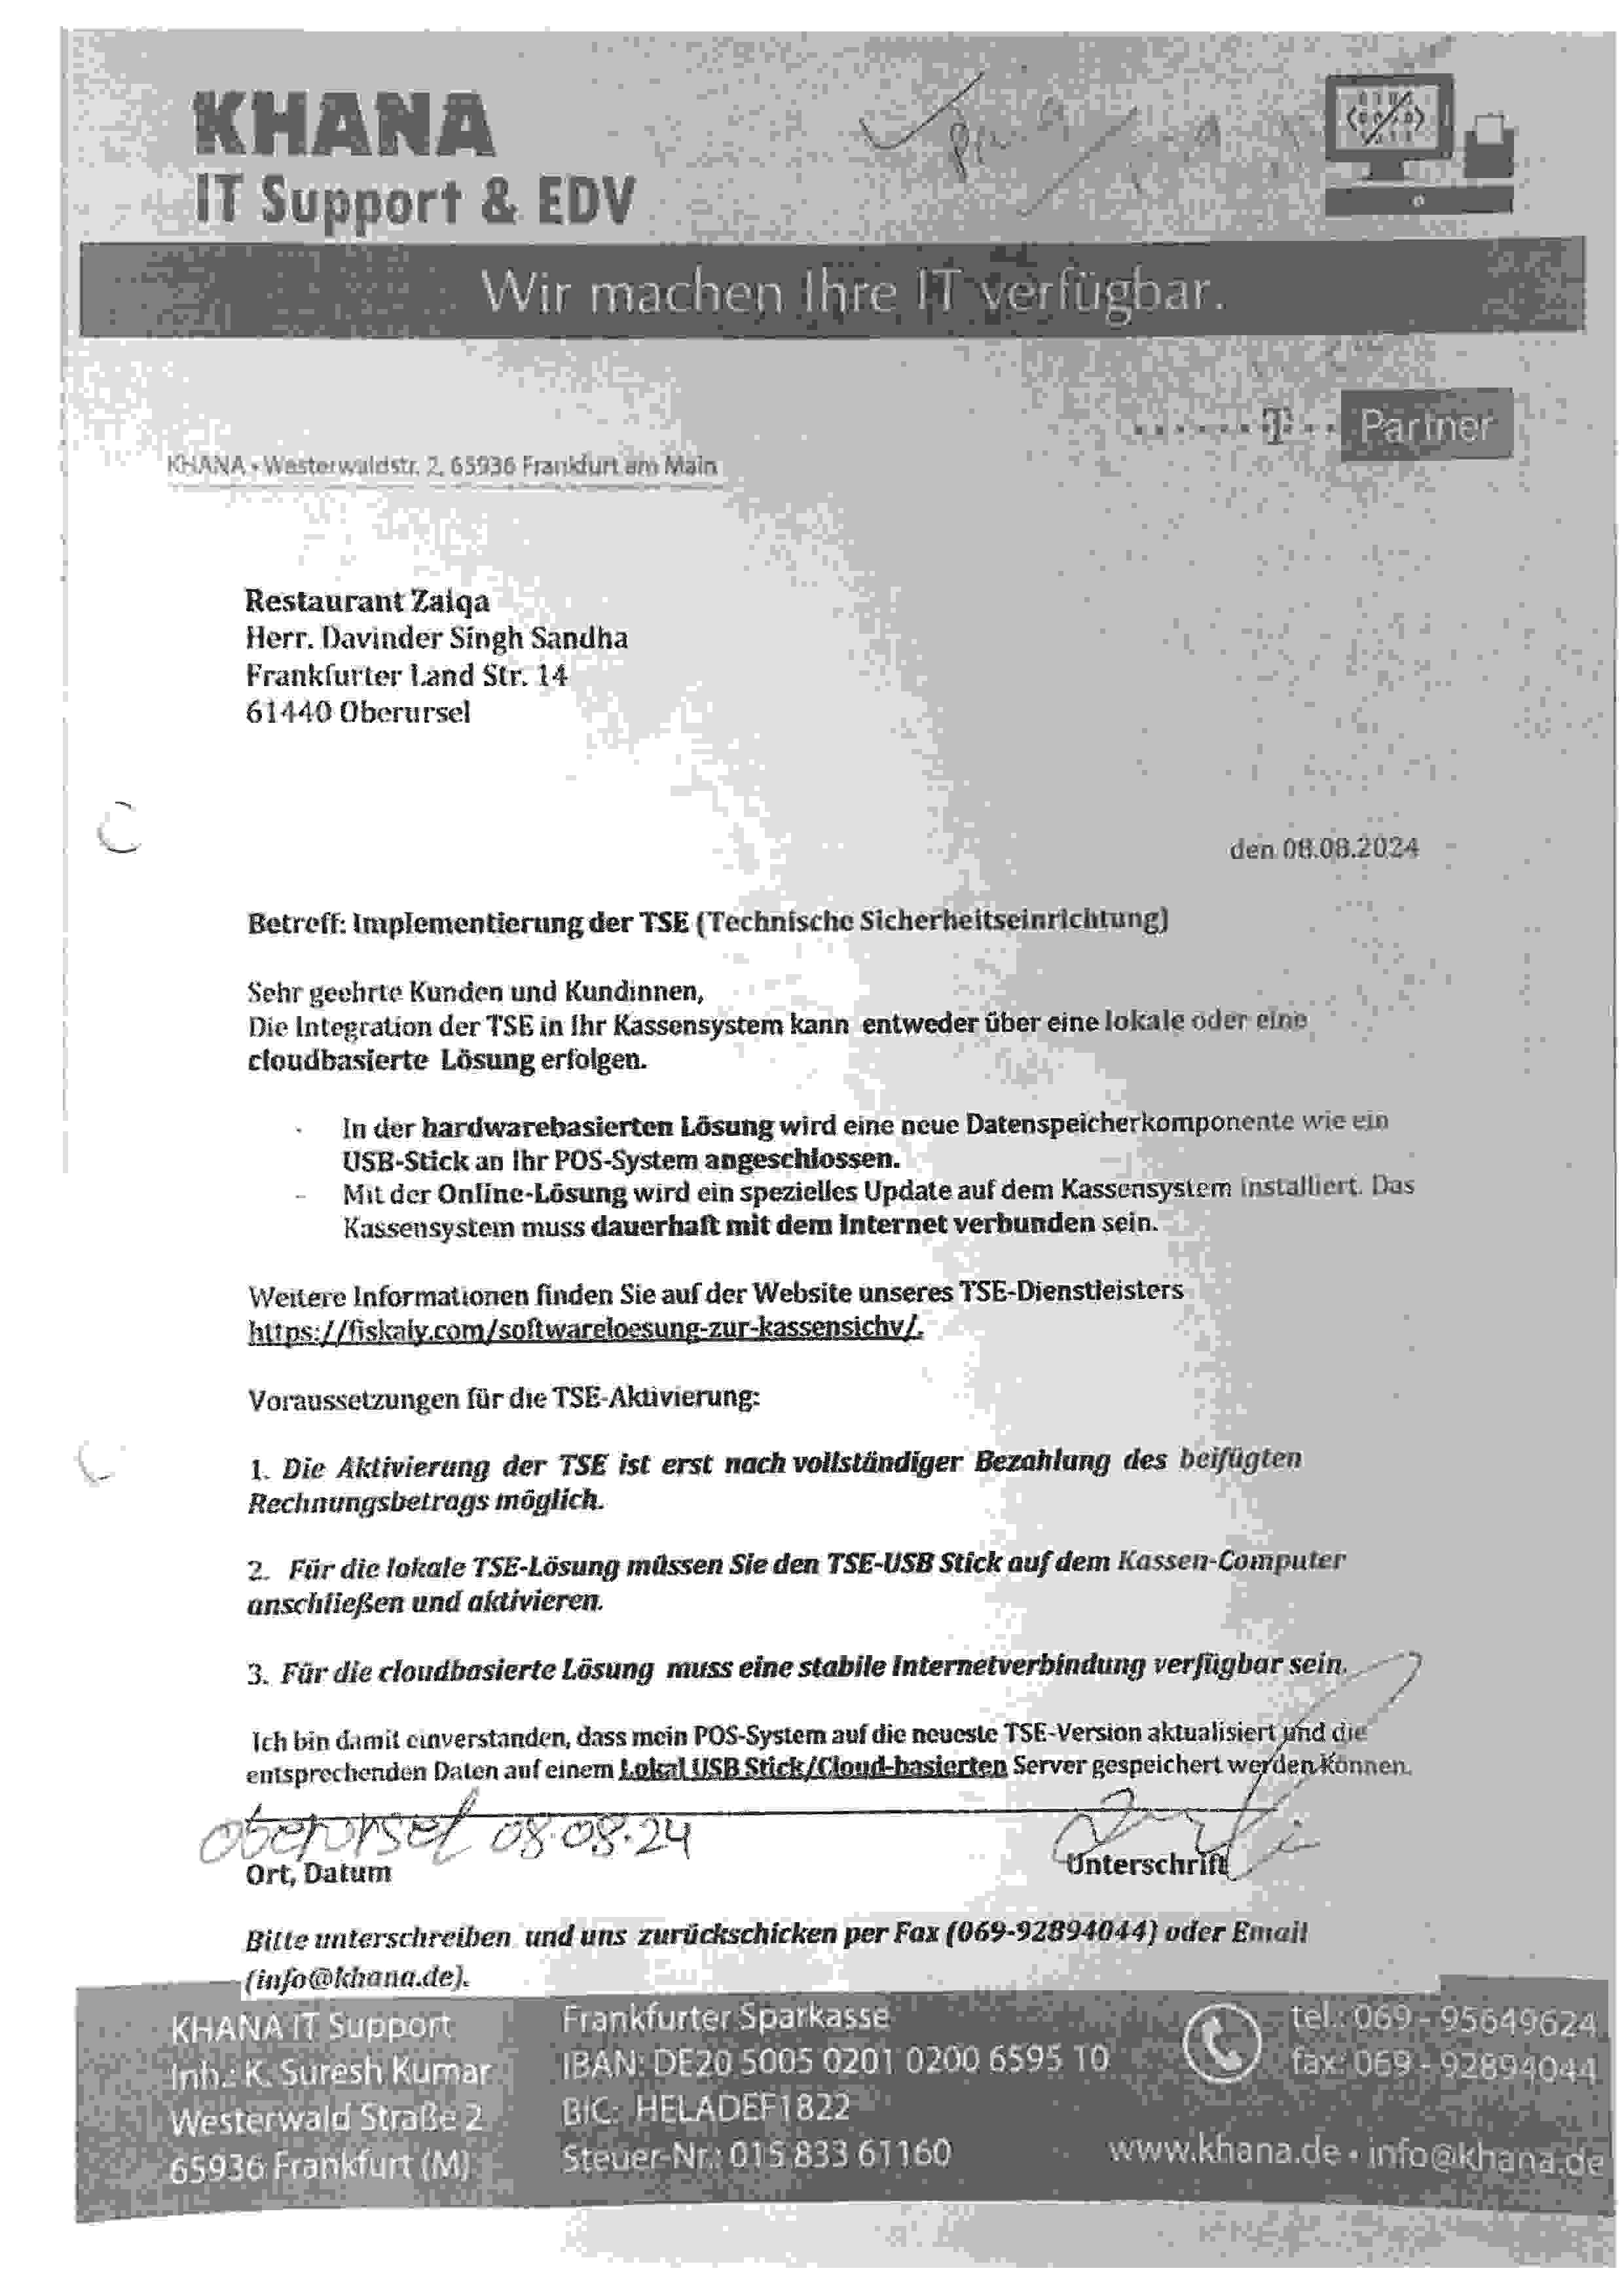 KHANA
IT Support & EDV
Wir machen Ihre IT verfügbar.
T Partner
KHANA • Westerwaldstr. 2, 65936 Frankfurt am Main
Restaurant Zaiqa
Herr. Davinder Singh Sandha
Frankfurter Land Str. 14
61440 Oberursel
den 08.08.2024
Betreff: Implementierung der TSE (Technische Sicherheitseinrichtung)
Sehr geehrte Kunden und Kundinnen,
Die Integration der TSE in Ihr Kassensystem kann entweder über eine lokale oder eine
cloudbasierte Lösung erfolgen.
- In der hardwarebasierten Lösung wird eine neue Datenspeicherkomponente wie ein
USB-Stick an Ihr POS-System angeschlossen.
- Mit der Online-Lösung wird ein spezielles Update auf dem Kassensystem installiert. Das
Kassensystem muss dauerhaft mit dem Internet verbunden sein.
Weitere Informationen finden Sie auf der Website unseres TSE-Dienstleisters
https://fiskaly.com/softwareloesung-zur-kassensichv/.
Voraussetzungen für die TSE-Aktivierung:
1. Die Aktivierung der TSE ist erst nach vollständiger Bezahlung des beifügten
Rechnungsbetrags möglich.
2. Für die lokale TSE-Lösung müssen Sie den TSE-USB Stick auf dem Kassen-Computer
anschließen und aktivieren.
3. Für die cloudbasierte Lösung muss eine stabile Internetverbindung verfügbar sein.
Ich bin damit einverstanden, dass mein POS-System auf die neueste TSE-Version aktualisiert und die
entsprechenden Daten auf einem Lokal USB Stick/Cloud-basierten Server gespeichert werden Können.
Oberursel 08.08.24
Ort, Datum Unterschrift
Bitte unterschreiben und uns zurückschicken per Fax (069-92894044) oder Email
(info@khana.de).
KHANA IT Support
Inh.: K. Suresh Kumar
Westerwald Straße 2
65936 Frankfurt (M)
Frankfurter Sparkasse
IBAN: DE20 5005 0201 0200 6595 10
BIC: HELADEF1822
Steuer-Nr.: 015 833 61160
tel.: 069 - 95649624
fax: 069 - 92894044
www.khana.de • info@khana.de